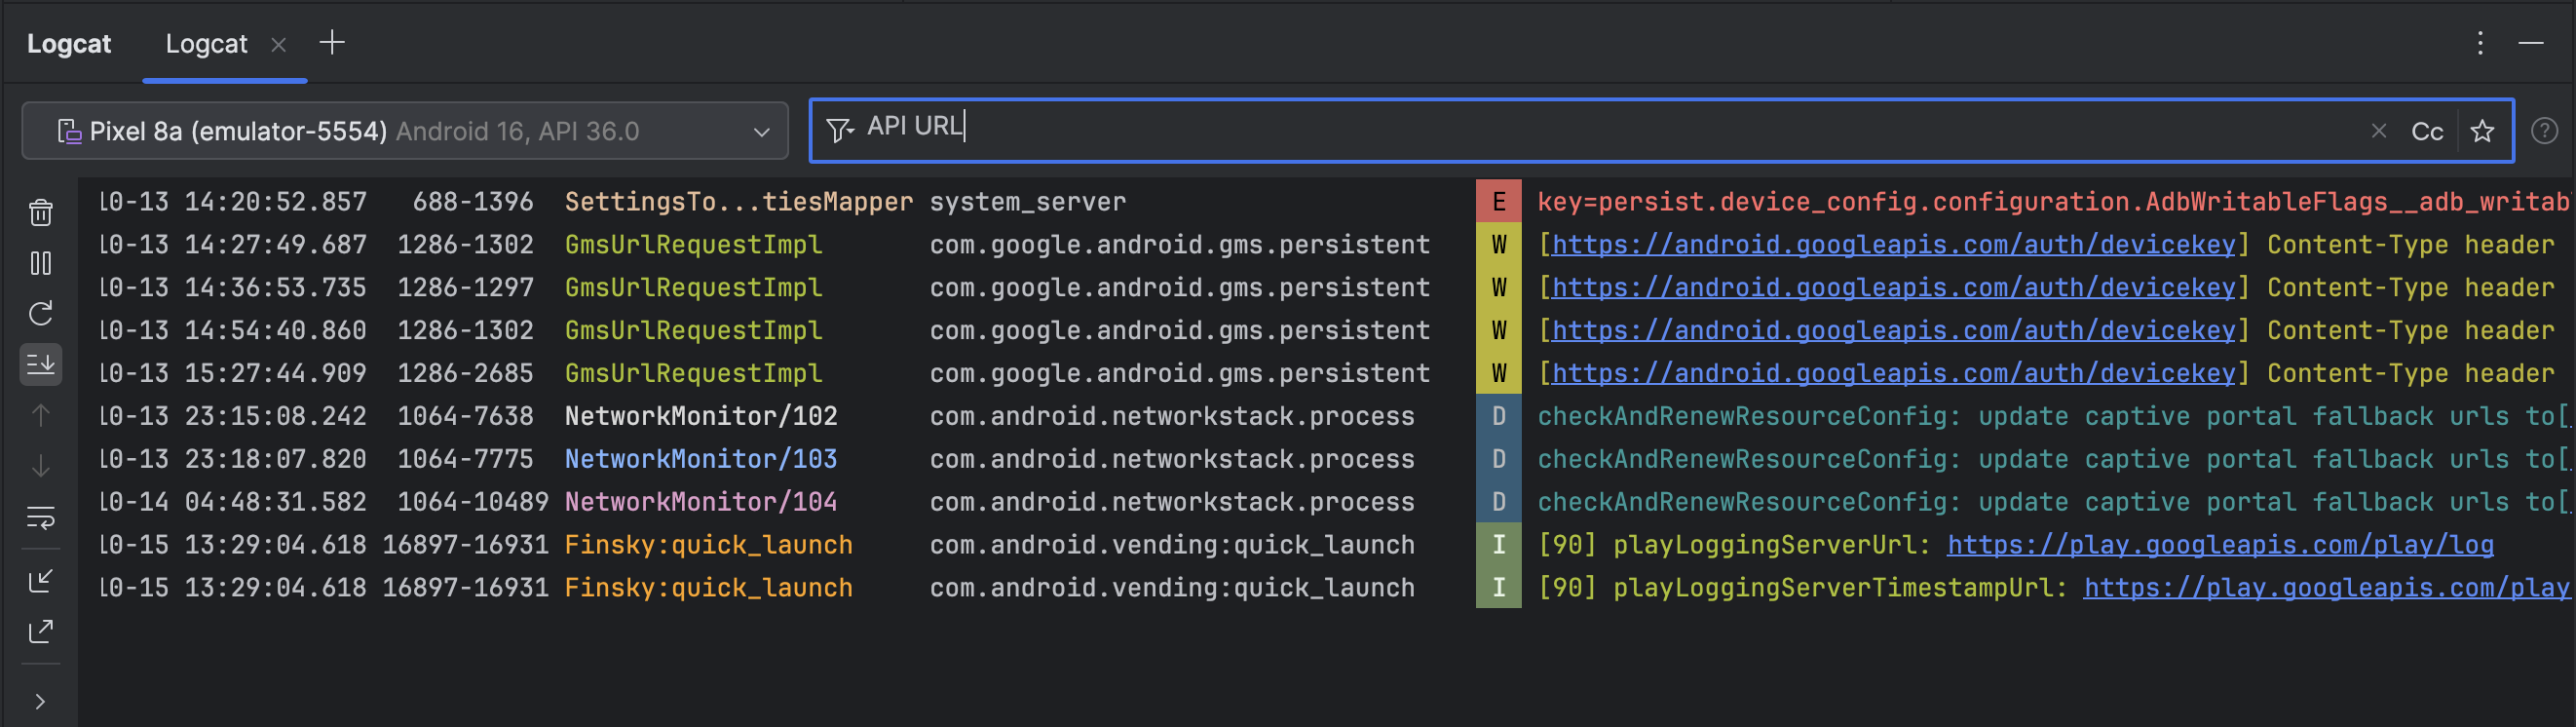 Logcat Logcat
Pixel 8a (emulator-5554) Android 16, API 36.0 API URL Cc
10-13 14:20:52.857 688-1396 SettingsTo...tiesMapper system_server E key=persist.device_config.configuration.AdbWritableFlags__adb_writab
10-13 14:27:49.687 1286-1302 GmsUrlRequestImpl com.google.android.gms.persistent W [https://android.googleapis.com/auth/devicekey] Content-Type header
10-13 14:36:53.735 1286-1297 GmsUrlRequestImpl com.google.android.gms.persistent W [https://android.googleapis.com/auth/devicekey] Content-Type header
10-13 14:54:40.860 1286-1302 GmsUrlRequestImpl com.google.android.gms.persistent W [https://android.googleapis.com/auth/devicekey] Content-Type header
10-13 15:27:44.909 1286-2685 GmsUrlRequestImpl com.google.android.gms.persistent W [https://android.googleapis.com/auth/devicekey] Content-Type header
10-13 23:15:08.242 1064-7638 NetworkMonitor/102 com.android.networkstack.process D checkAndRenewResourceConfig: update captive portal fallback urls to[
10-13 23:18:07.820 1064-7775 NetworkMonitor/103 com.android.networkstack.process D checkAndRenewResourceConfig: update captive portal fallback urls to[
10-14 04:48:31.582 1064-10489 NetworkMonitor/104 com.android.networkstack.process D checkAndRenewResourceConfig: update captive portal fallback urls to[
10-15 13:29:04.618 16897-16931 Finsky:quick_launch com.android.vending:quick_launch I [90] playLoggingServerUrl: https://play.googleapis.com/play/log
10-15 13:29:04.618 16897-16931 Finsky:quick_launch com.android.vending:quick_launch I [90] playLoggingServerTimestampUrl: https://play.googleapis.com/play